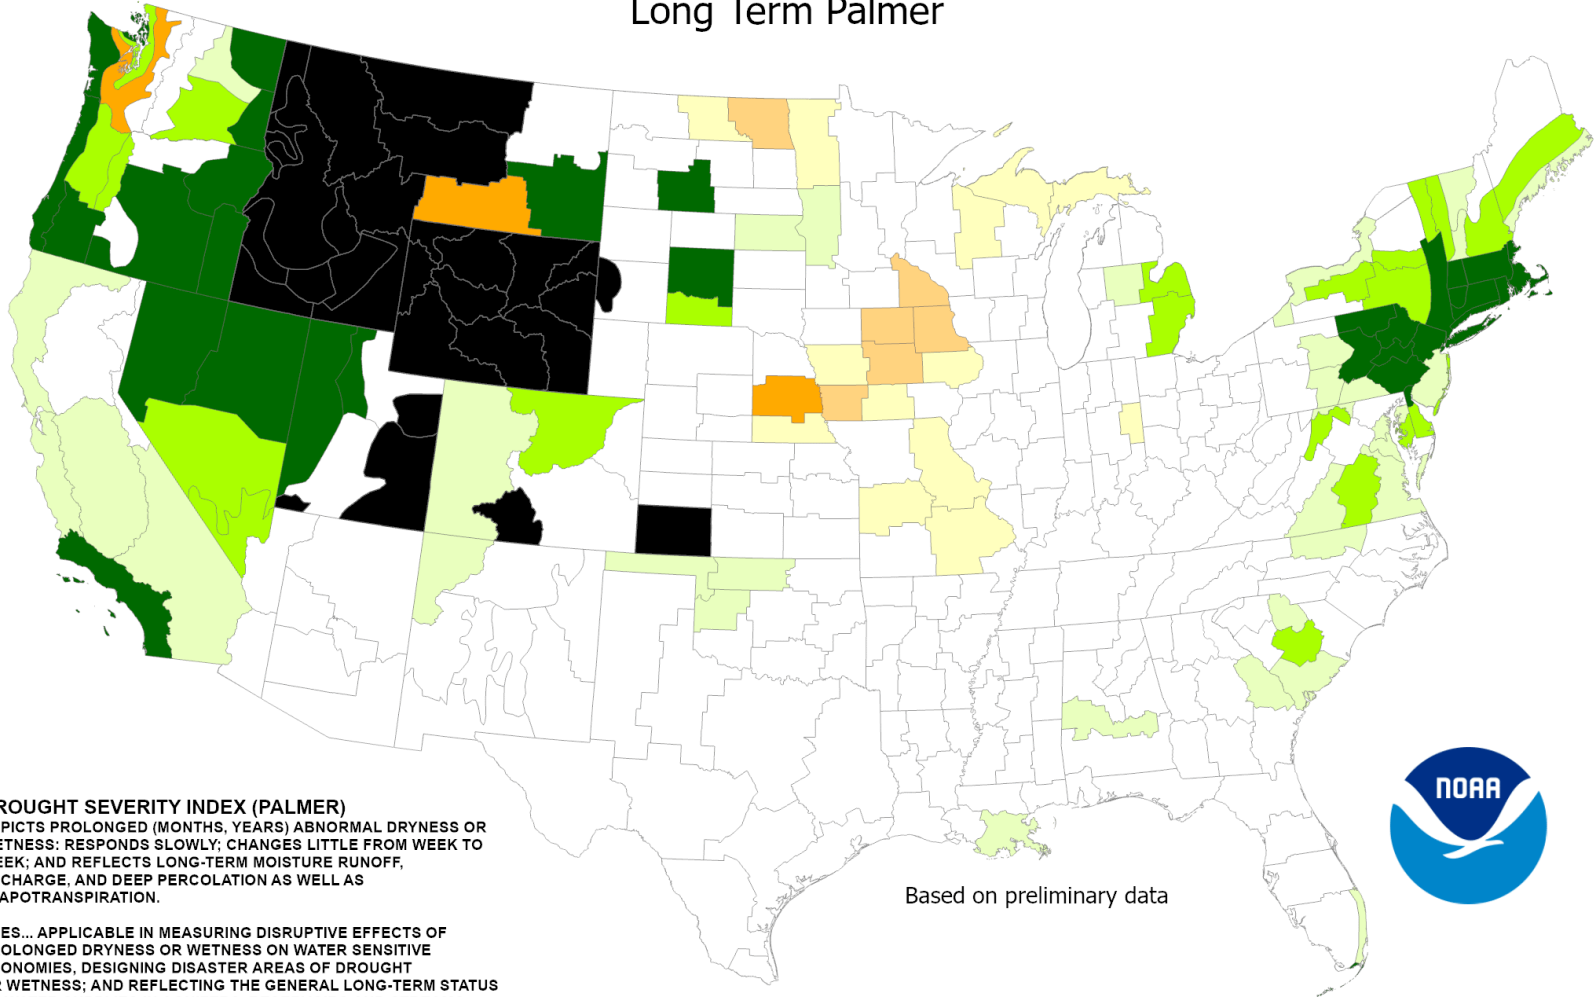 Long Term Palmer
ROUGHT SEVERITY INDEX (PALMER)
PICTS PROLONGED (MONTHS, YEARS) ABNORMAL DRYNESS OR
ETNESS: RESPONDS SLOWLY; CHANGES LITTLE FROM WEEK TO
EEK; AND REFLECTS LONG-TERM MOISTURE RUNOFF,
CHARGE, AND DEEP PERCOLATION AS WELL AS
APOTRANSPIRATION.
ES... APPLICABLE IN MEASURING DISRUPTIVE EFFECTS OF
OLONGED DRYNESS OR WETNESS ON WATER SENSITIVE
ONOMIES, DESIGNING DISASTER AREAS OF DROUGHT
R WETNESS; AND REFLECTING THE GENERAL LONG-TERM STATUS
Based on preliminary data
NOAA